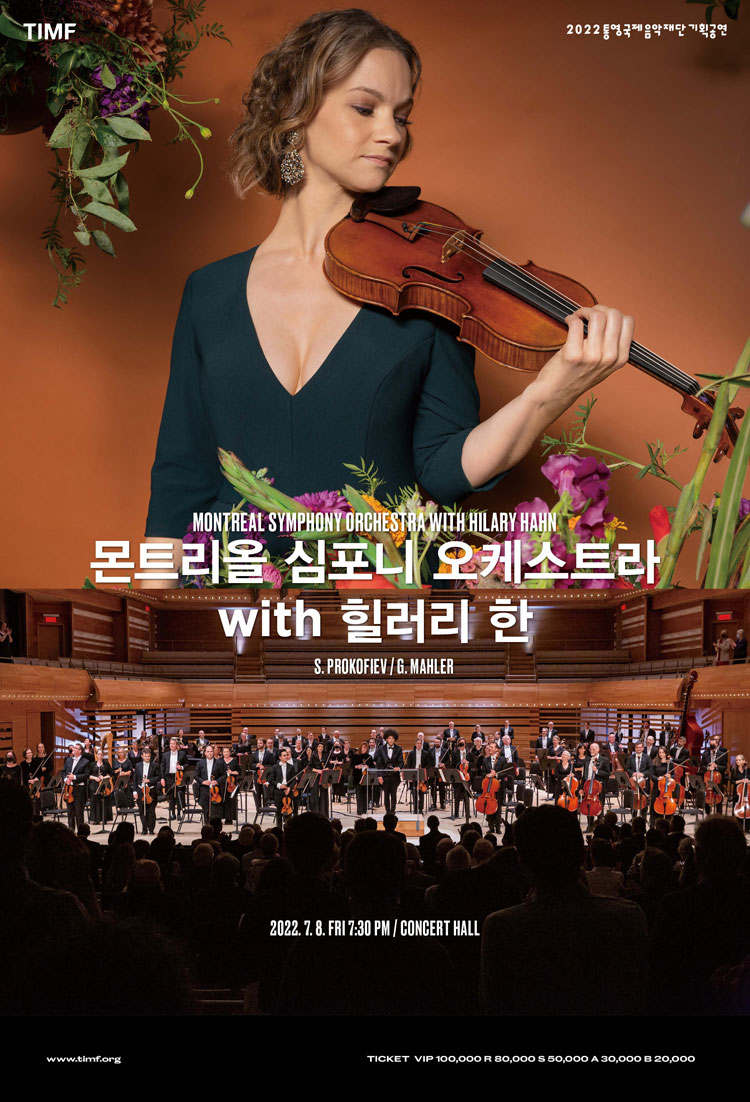 TIMF
2022 통영국제음악재단 기획공연
MONTREAL SYMPHONY ORCHESTRA WITH HILARY HAHN
몬트리올 심포니 오케스트라
with 힐러리 한
S. PROKOFIEV / G. MAHLER
2022. 7. 8. FRI 7:30 PM / CONCERT HALL
www.timf.org
TICKET VIP 100,000 R 80,000 S 50,000 A 30,000 B 20,000